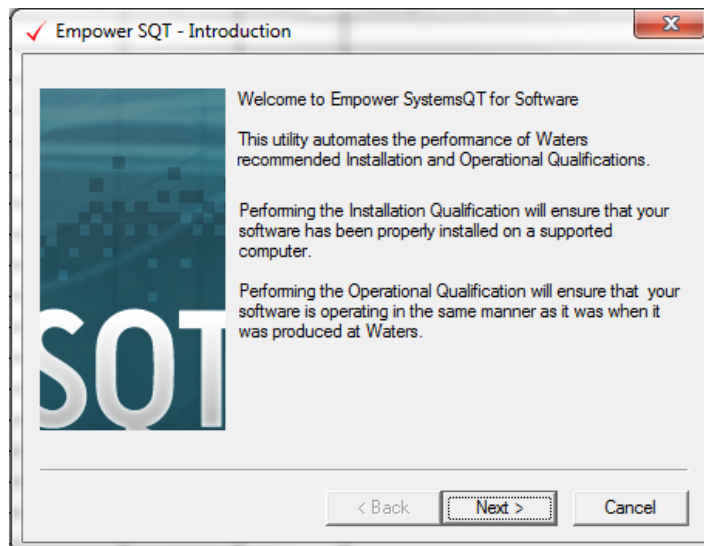 Empower SQT - Introduction
Welcome to Empower SystemsQT for Software
This utility automates the performance of Waters
recommended Installation and Operational Qualifications.
Performing the Installation Qualification will ensure that your
software has been properly installed on a supported
computer.
Performing the Operational Qualification will ensure that  your
software is operating in the same manner as it was when it
was produced at Waters.
SQT
< Back
Next >
Cancel